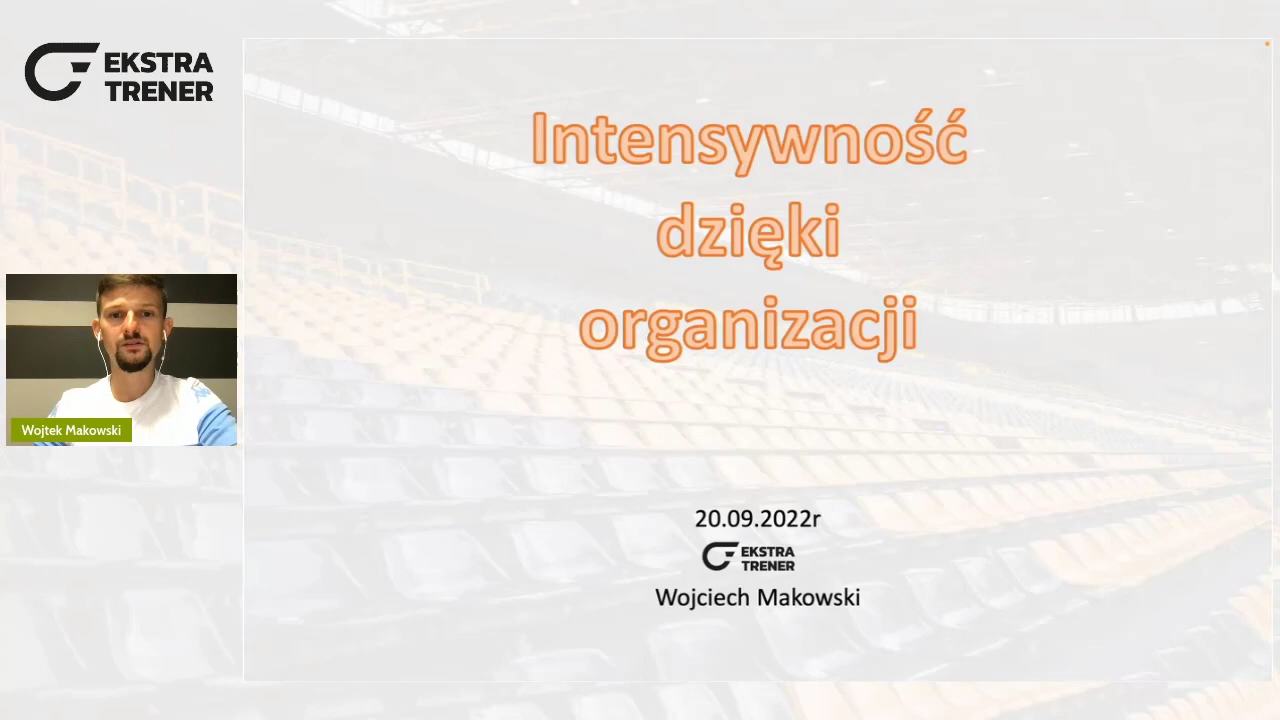 EKSTRA
TRENER
Intensywność
dzięki
organizacji
Wojtek Makowski
20.09.2022r
EKSTRA
TRENER
Wojciech Makowski